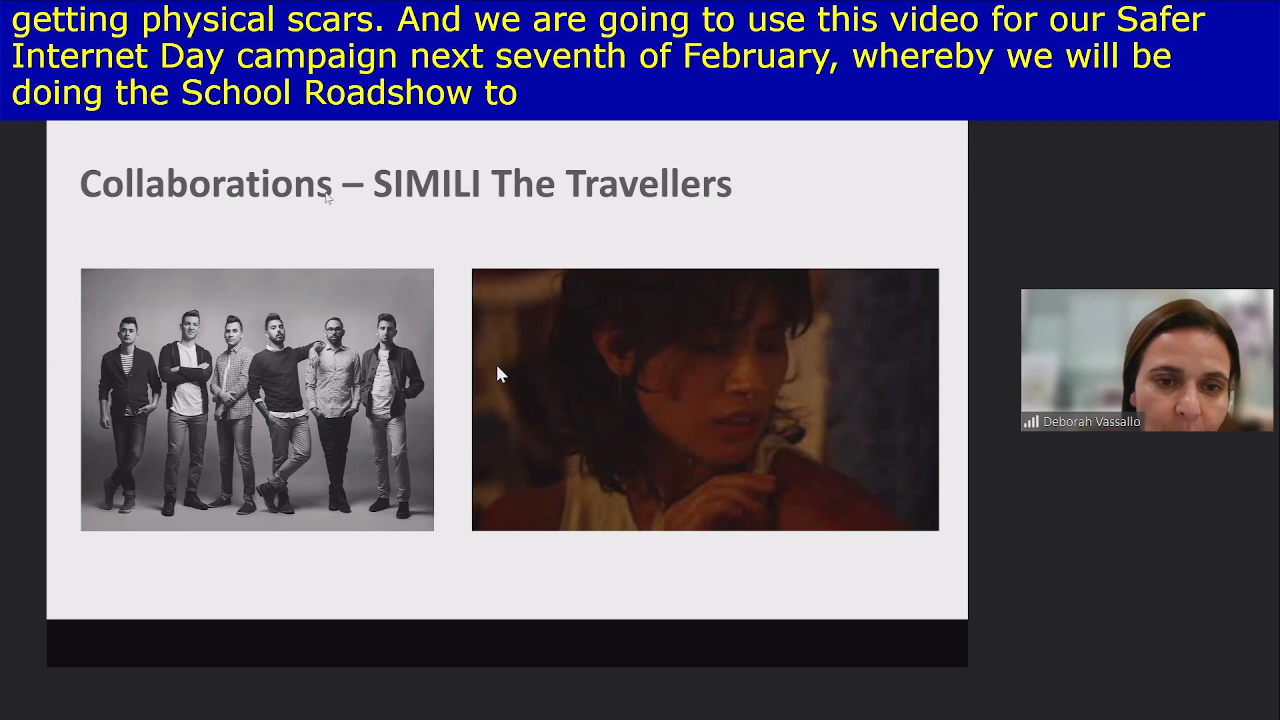 getting physical scars. And we are going to use this video for our Safer
Internet Day campaign next seventh of February, whereby we will be
doing the School Roadshow to
Collaborations – SIMILI The Travellers
Deborah Vassallo